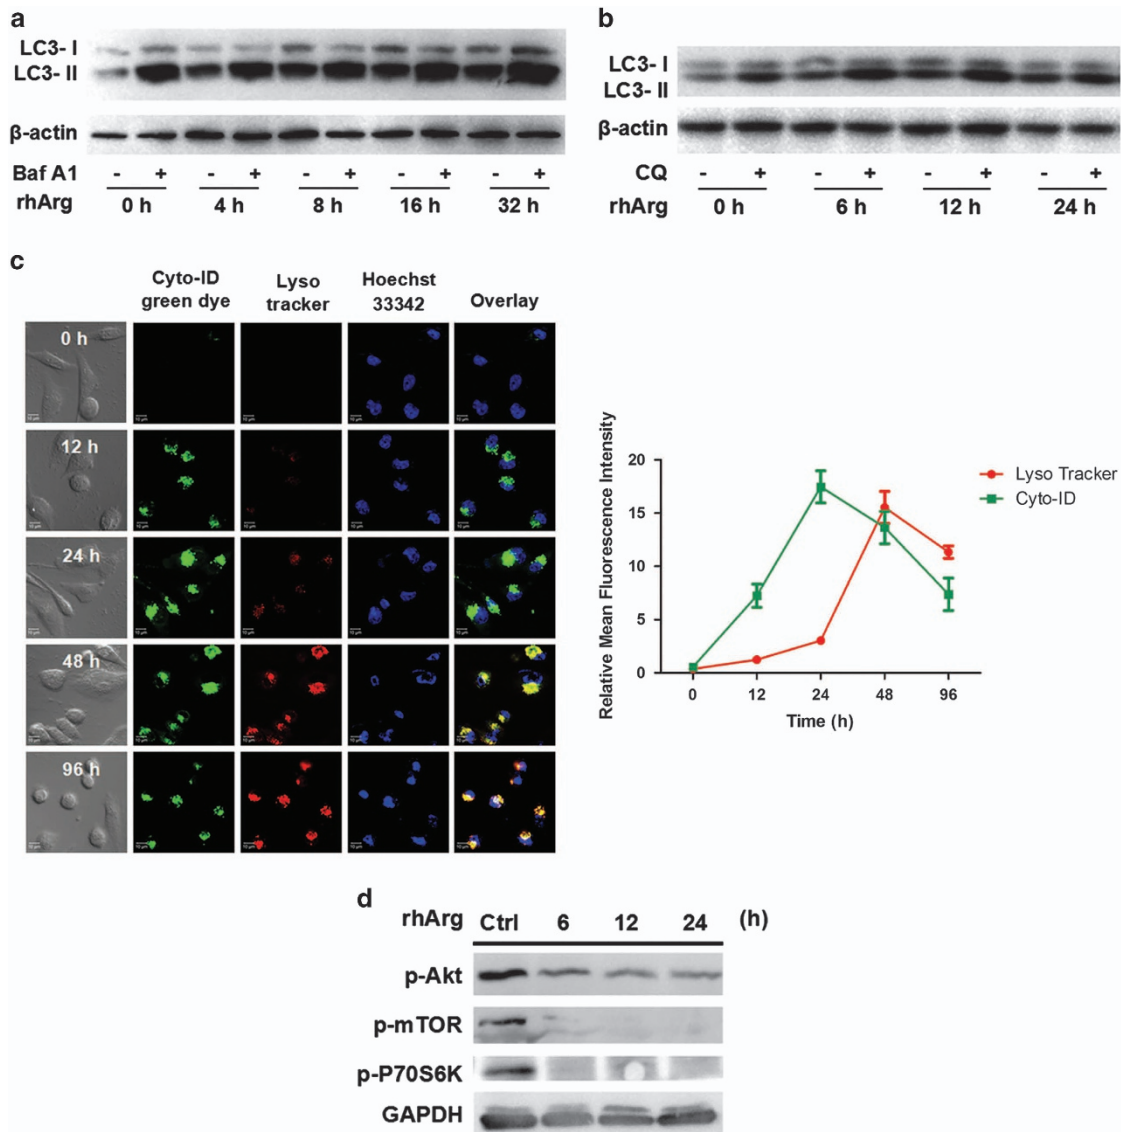 a
LC3- I
LC3- II
β-actin
Baf A1 - + - + - + - + - +
rhArg 0 h 4 h 8 h 16 h 32 h
b
LC3- I
LC3- II
β-actin
CQ - + - + - + - +
rhArg 0 h 6 h 12 h 24 h
c
Cyto-ID green dye
Lyso tracker
Hoechst 33342
Overlay
0 h
12 h
24 h
48 h
96 h
Relative Mean Fluorescence Intensity
20
15
10
5
0
0 12 24 48 96
Time (h)
Lyso Tracker
Cyto-ID
d
rhArg Ctrl 6 12 24 (h)
p-Akt
p-mTOR
p-P70S6K
GAPDH